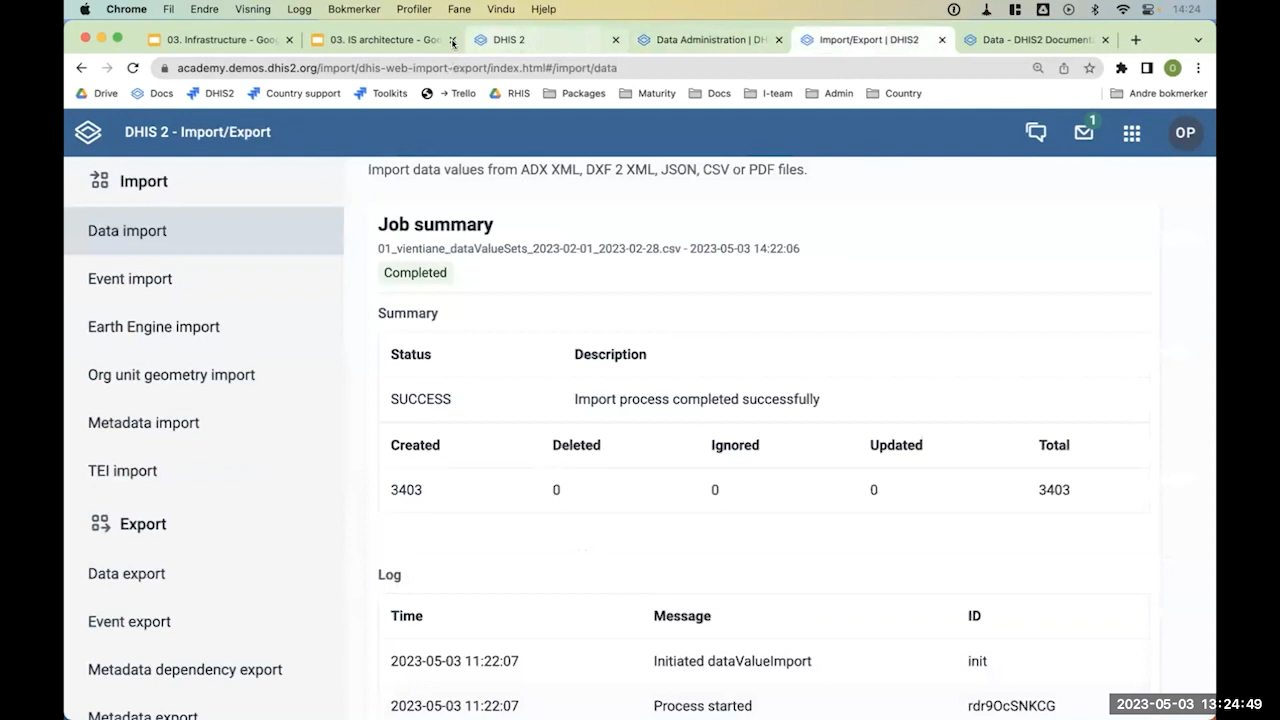 Chrome Fil Endre Visning Logg Bokmerker Profiler Fane Vindu Hjelp 14:24
03. Infrastructure - Goo 03. IS architecture - Goo DHIS 2 Data Administration | DH Import/Export | DHIS2 Data - DHIS2 Documenta
academy.demos.dhis2.org/import/dhis-web-import-export/index.html#/import/data
Drive Docs DHIS2 Country support Toolkits → Trello RHIS Packages Maturity Docs I-team Admin Country Andre bokmerker
DHIS 2 - Import/Export 1 OP
Import data values from ADX XML, DXF 2 XML, JSON, CSV or PDF files.
Import
Data import
Event import
Earth Engine import
Org unit geometry import
Metadata import
TEI import
Export
Data export
Event export
Metadata dependency export
Metadata export
Job summary
01_vientiane_dataValueSets_2023-02-01_2023-02-28.csv - 2023-05-03 14:22:06
Completed
Summary
Status Description
SUCCESS Import process completed successfully
Created Deleted Ignored Updated Total
3403 0 0 0 3403
Log
Time Message ID
2023-05-03 11:22:07 Initiated dataValueImport init
2023-05-03 11:22:07 Process started rdr9OcSNKCG
2023-05-03 13:24:49